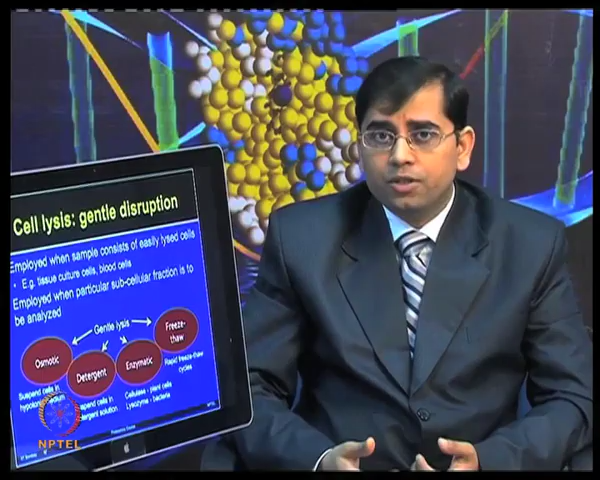 Cell lysis: gentle disruption
Employed when sample consists of easily lysed cells
• E.g. tissue culture cells, blood cells
Employed when particular sub-cellular fraction is to
be analyzed
Gentle lysis
Osmotic
Detergent
Enzymatic
Freeze-
thaw
Suspend cells in
Suspend cells in
detergent solution
Cellulase - plant cells
Lysozyme - bacteria
Rapid freeze-thaw
cycles
NPTEL
NPTEL